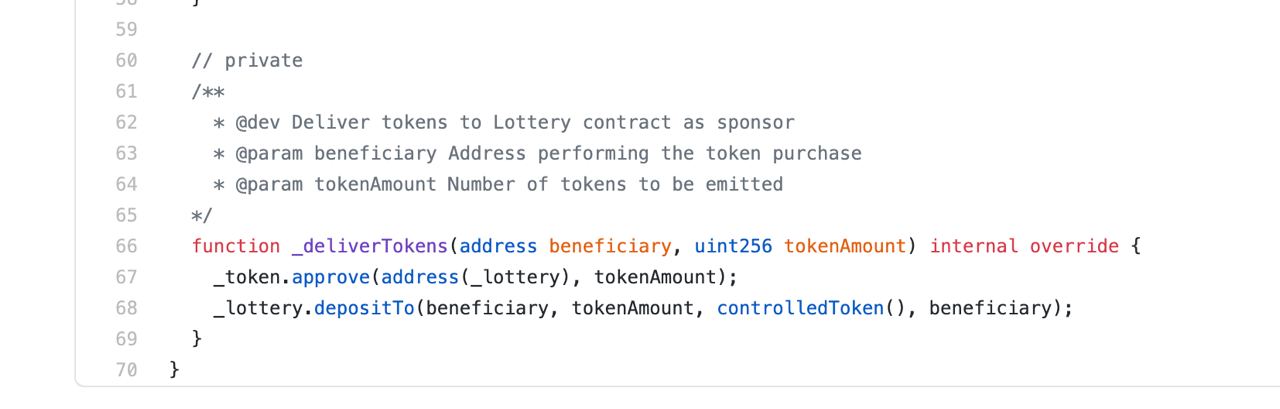 59
60 // private
61 /**
62 * @dev Deliver tokens to Lottery contract as sponsor
63 * @param beneficiary Address performing the token purchase
64 * @param tokenAmount Number of tokens to be emitted
65 */
66 function _deliverTokens(address beneficiary, uint256 tokenAmount) internal override {
67 _token.approve(address(_lottery), tokenAmount);
68 _lottery.depositTo(beneficiary, tokenAmount, controlledToken(), beneficiary);
69 }
70 }